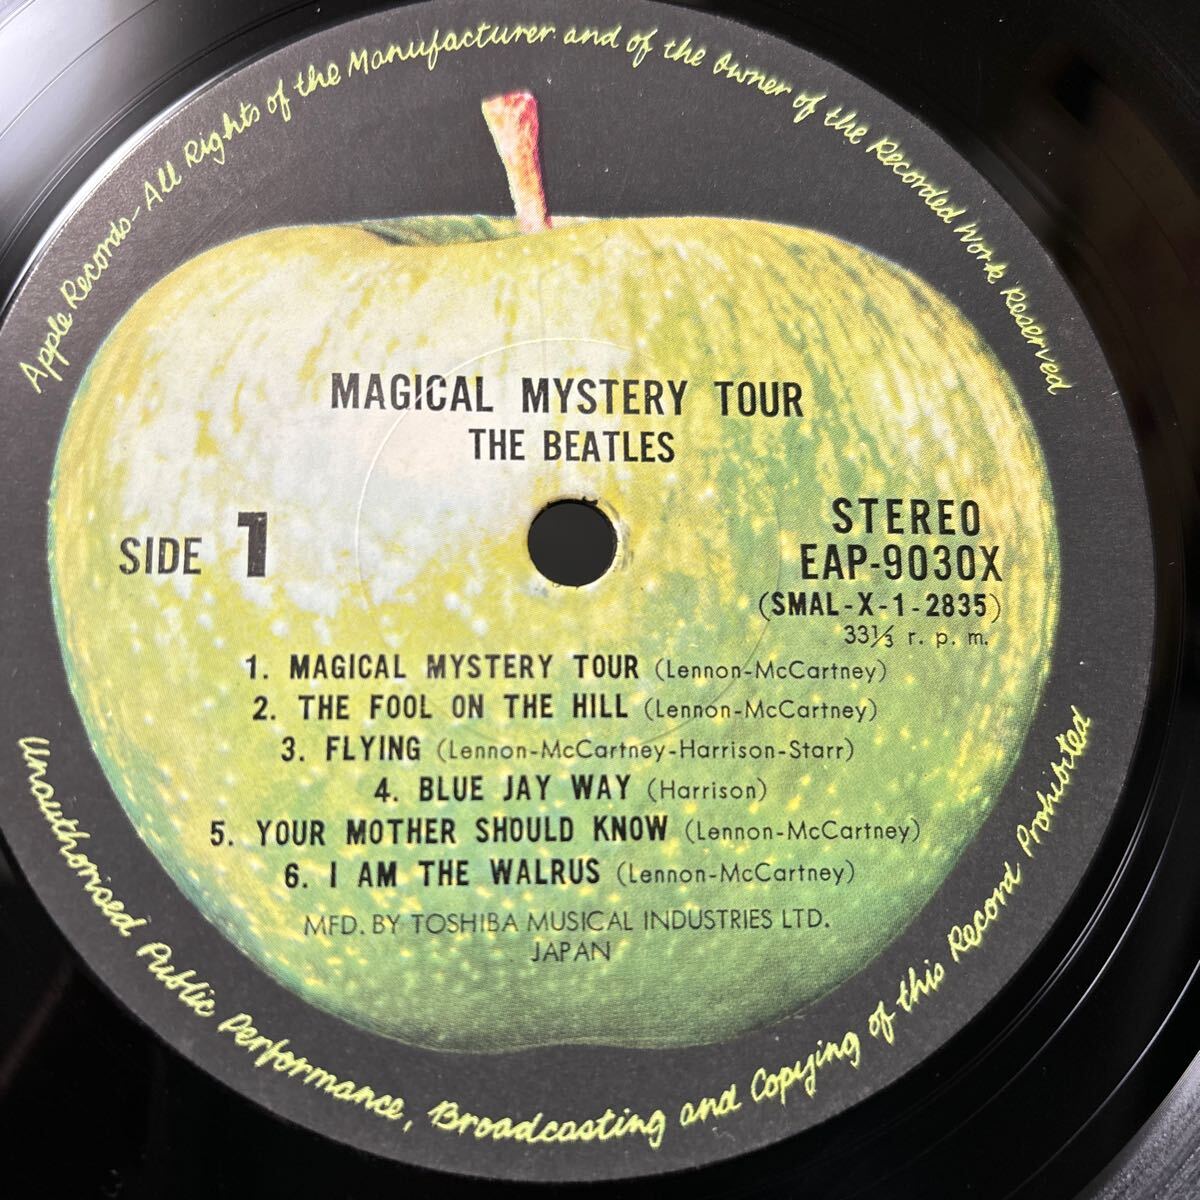 Apple Records-All Rights of the Manufacturer and of the Owner of the Recorded Work Reserved
MAGICAL MYSTERY TOUR
THE BEATLES
SIDE 1
STEREO
EAP-9030X
(SMAL-X-1-2835)
33⅓ r. p. m.
1. MAGICAL MYSTERY TOUR (Lennon-McCartney)
2. THE FOOL ON THE HILL (Lennon-McCartney)
3. FLYING (Lennon-McCartney-Harrison-Starr)
4. BLUE JAY WAY (Harrison)
5. YOUR MOTHER SHOULD KNOW (Lennon-McCartney)
6. I AM THE WALRUS (Lennon-McCartney)
MFD. BY TOSHIBA MUSICAL INDUSTRIES LTD.
JAPAN
Unauthorised Public Performance, Broadcasting and Copying of this Record Prohibited